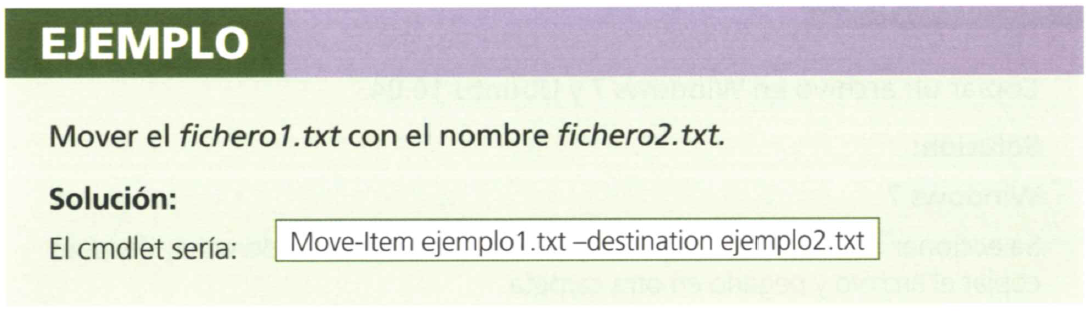 EJEMPLO
Mover el fichero1.txt con el nombre fichero2.txt.
Solución:
El cmdlet sería: Move-Item ejemplo1.txt –destination ejemplo2.txt